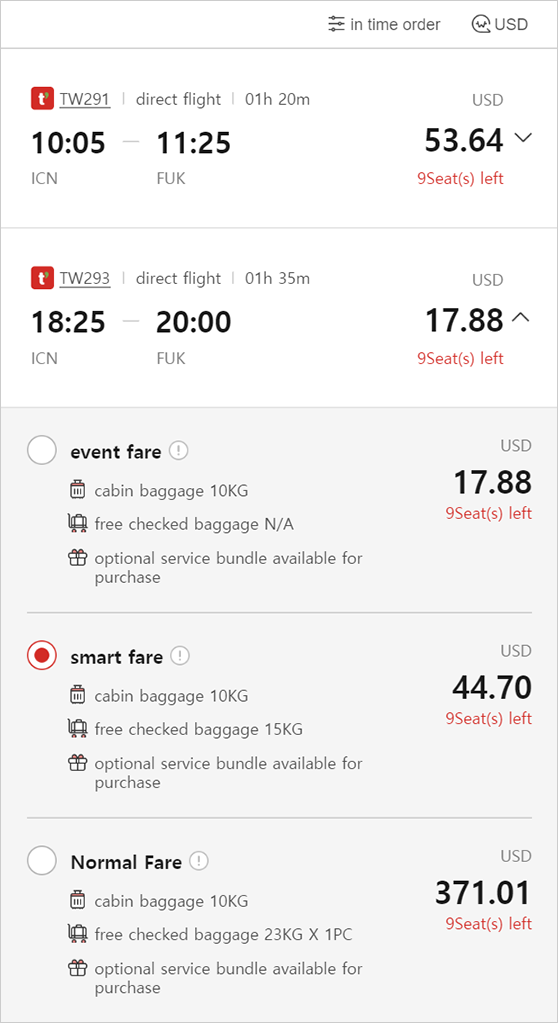 in time order USD
TW291 direct flight 01h 20m USD
10:05 — 11:25 53.64
ICN FUK 9Seat(s) left
TW293 direct flight 01h 35m USD
18:25 — 20:00 17.88
ICN FUK 9Seat(s) left
event fare USD
cabin baggage 10KG 17.88
free checked baggage N/A 9Seat(s) left
optional service bundle available for
purchase
smart fare USD
cabin baggage 10KG 44.70
free checked baggage 15KG 9Seat(s) left
optional service bundle available for
purchase
Normal Fare USD
cabin baggage 10KG 371.01
free checked baggage 23KG X 1PC 9Seat(s) left
optional service bundle available for
purchase